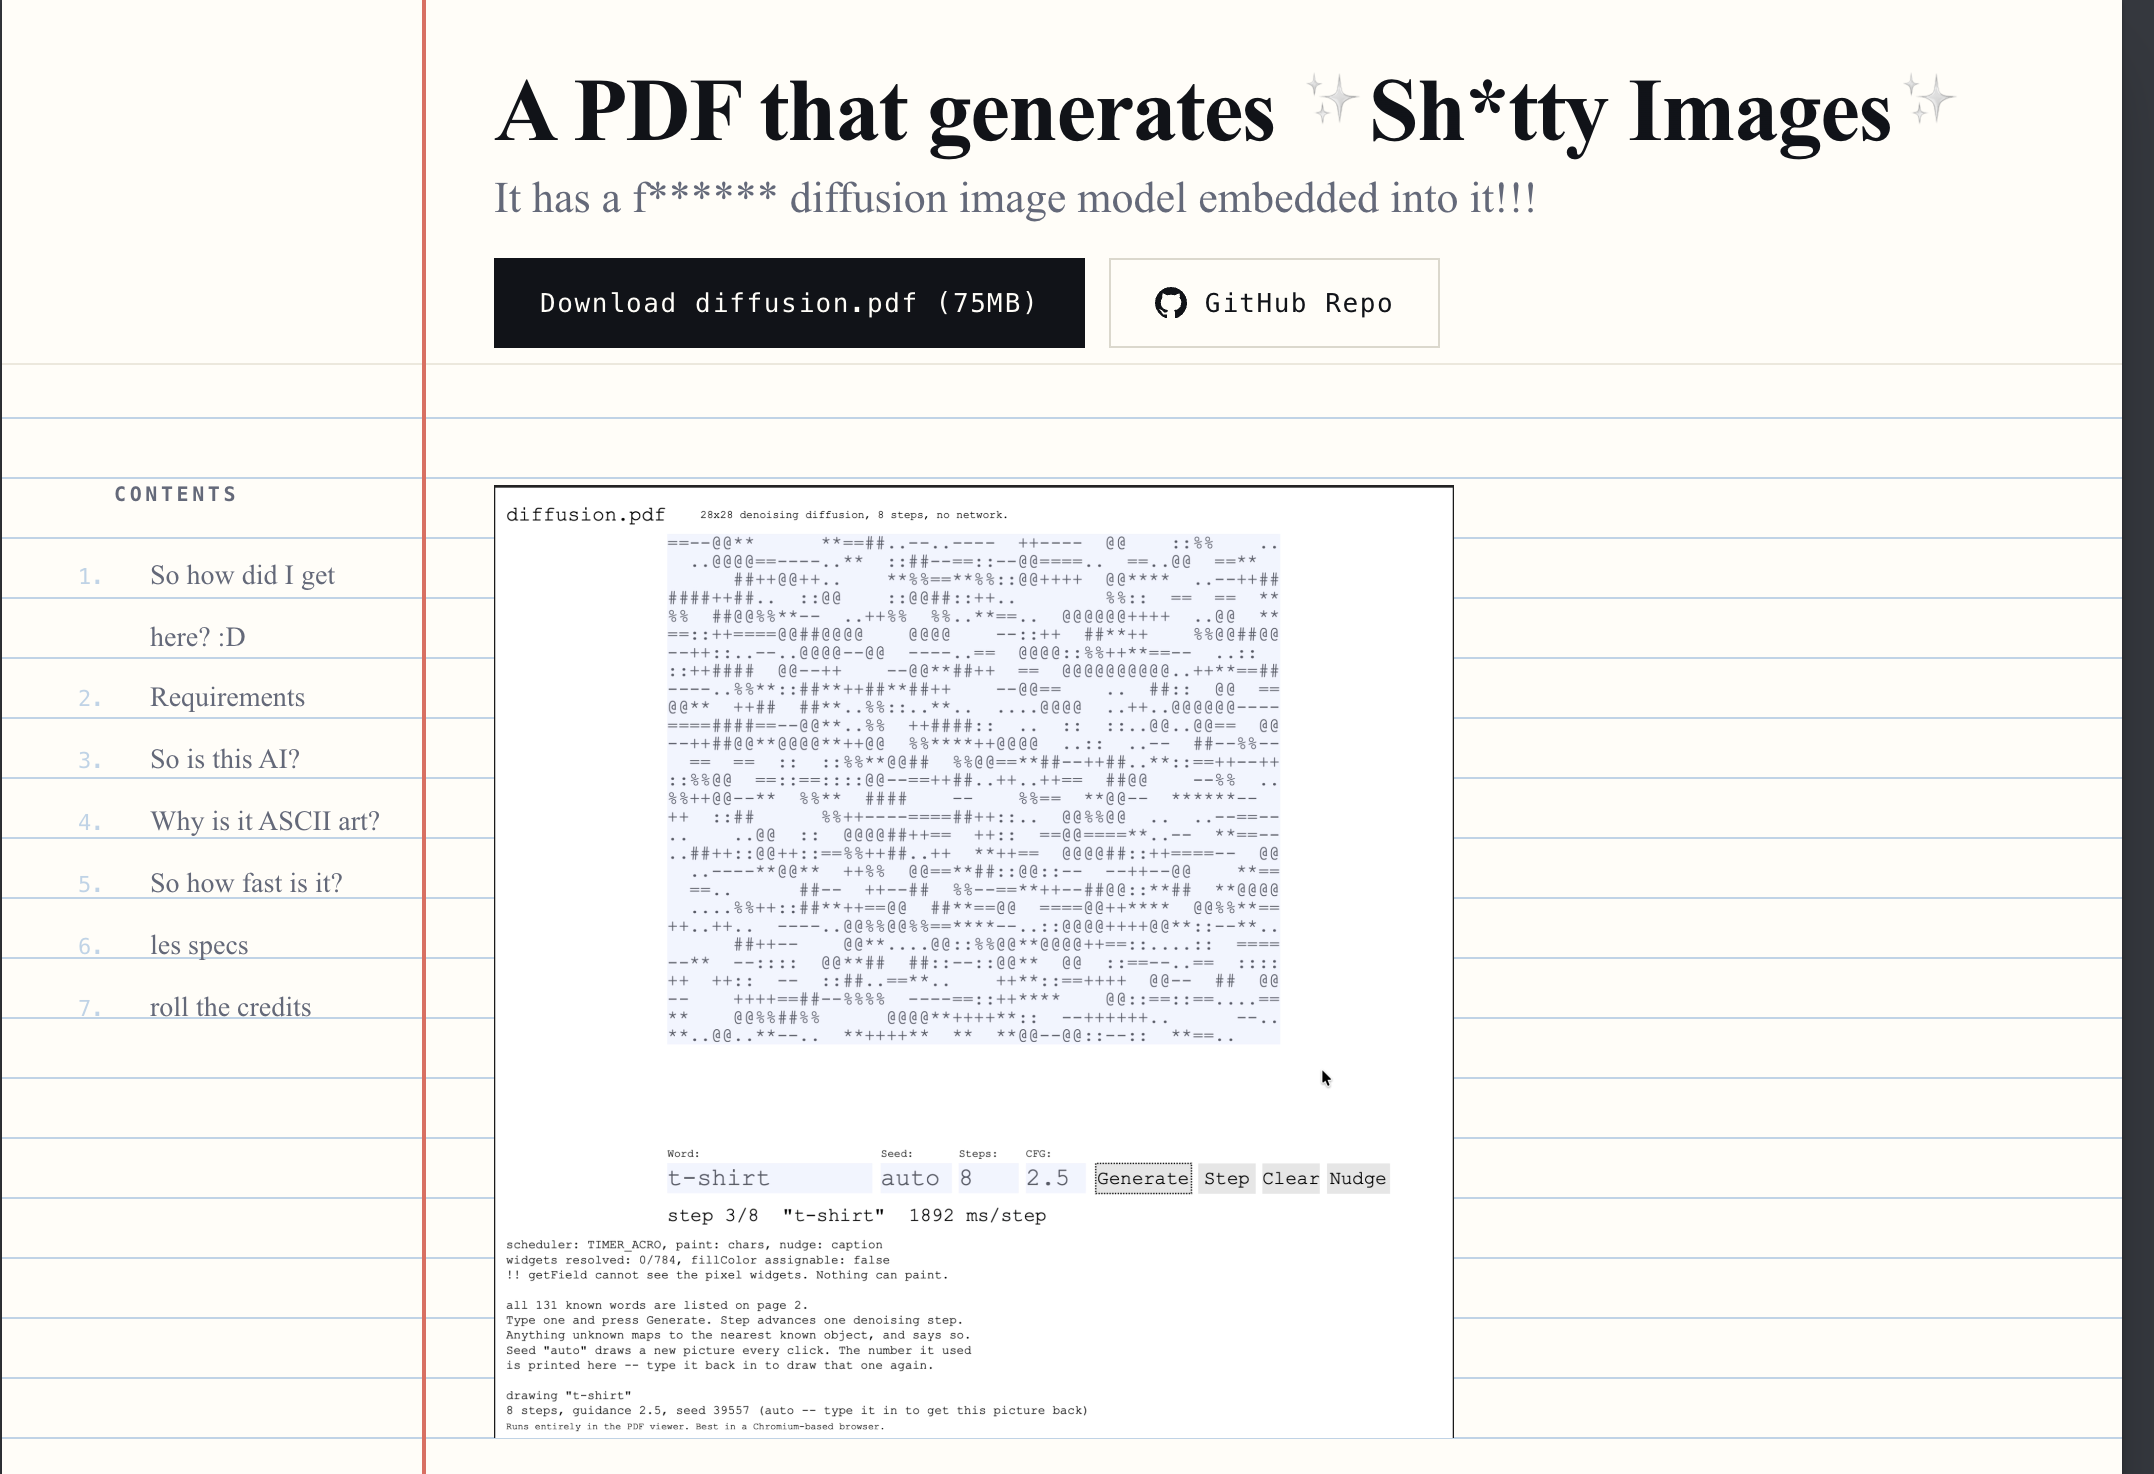 A PDF that generates ✨Sh*tty Images✨
It has a f****** diffusion image model embedded into it!!!
Download diffusion.pdf (75MB)
GitHub Repo
CONTENTS
1. So how did I get
here? :D
2. Requirements
3. So is this AI?
4. Why is it ASCII art?
5. So how fast is it?
6. les specs
7. roll the credits
diffusion.pdf 28x28 denoising diffusion, 8 steps, no network.
Word: Seed: Steps: CFG:
t-shirt auto 8 2.5 Generate Step Clear Nudge
step 3/8 "t-shirt" 1892 ms/step
scheduler: TIMER_ACRO, paint: chars, nudge: caption
widgets resolved: 0/784, fillColor assignable: false
!! getField cannot see the pixel widgets. Nothing can paint.
all 131 known words are listed on page 2.
Type one and press Generate. Step advances one denoising step.
Anything unknown maps to the nearest known object, and says so.
Seed "auto" draws a new picture every click. The number it used
is printed here -- type it back in to draw that one again.
drawing "t-shirt"
8 steps, guidance 2.5, seed 39557 (auto -- type it in to get this picture back)
Runs entirely in the PDF viewer. Best in a Chromium-based browser.